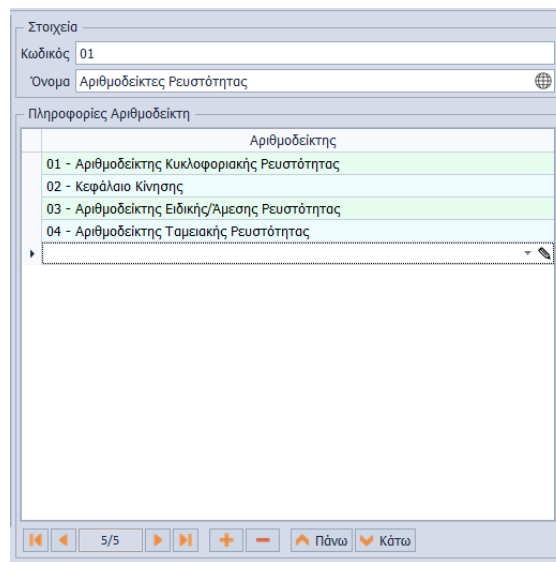 Στοιχεία
Κωδικός 01
Όνομα Αριθμοδείκτες Ρευστότητας
Πληροφορίες Αριθμοδείκτη
Αριθμοδείκτης
01 - Αριθμοδείκτης Κυκλοφοριακής Ρευστότητας
02 - Κεφάλαιο Κίνησης
03 - Αριθμοδείκτης Ειδικής/Άμεσης Ρευστότητας
04 - Αριθμοδείκτης Ταμειακής Ρευστότητας
5/5 Πάνω Κάτω